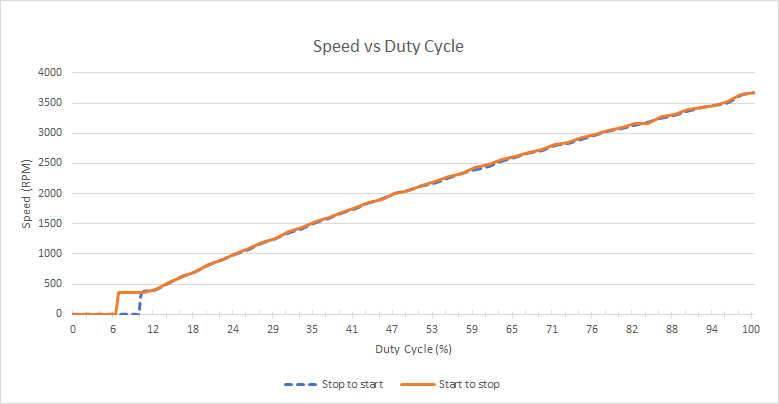 Speed vs Duty Cycle
4000
3500
3000
2500
2000
1500
1000
500
0
Speed (RPM)
0 6 12 18 24 29 35 41 47 53 59 65 71 76 82 88 94 100
Duty Cycle (%)
Stop to start Start to stop